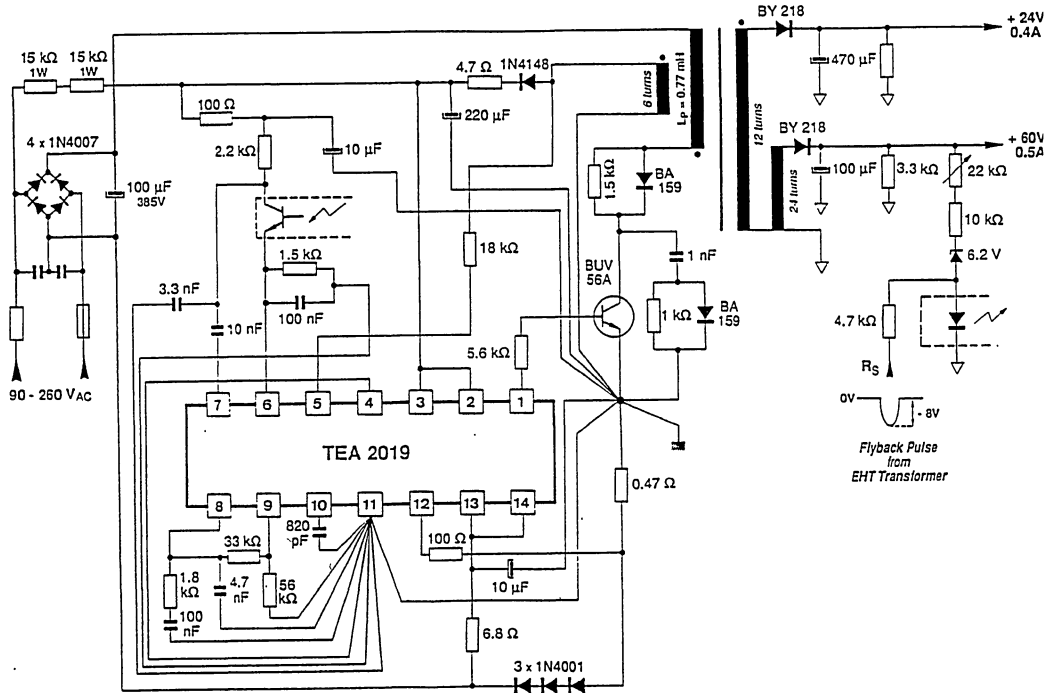 BY 218
+ 24V
0.4A
15 kΩ
1W
15 kΩ
1W
1N4148
4.7 Ω
6 turns
Lp = 0.77 mH
12 turns
470 µF
100 Ω
220 µF
4 x 1N4007
2.2 kΩ
10 µF
BY 218
+ 60V
0.5A
100 µF
385V
1.5 kΩ
BA
159
24 turns
100 µF
3.3 kΩ
22 kΩ
10 kΩ
18 kΩ
1.5 kΩ
BUV
56A
1 nF
6.2 V
3.3 nF
100 nF
10 nF
1 kΩ
BA
159
4.7 kΩ
5.6 kΩ
RS
90 - 260 VAC
7
6
5
4
3
2
1
0V
- 8V
TEA 2019
Flyback Pulse
from
EHT Transformer
0.47 Ω
8
9
10
11
12
13
14
820
pF
33 kΩ
100 Ω
1.8
kΩ
4.7
nF
56
kΩ
10 µF
100
nF
6.8 Ω
3 x 1N4001